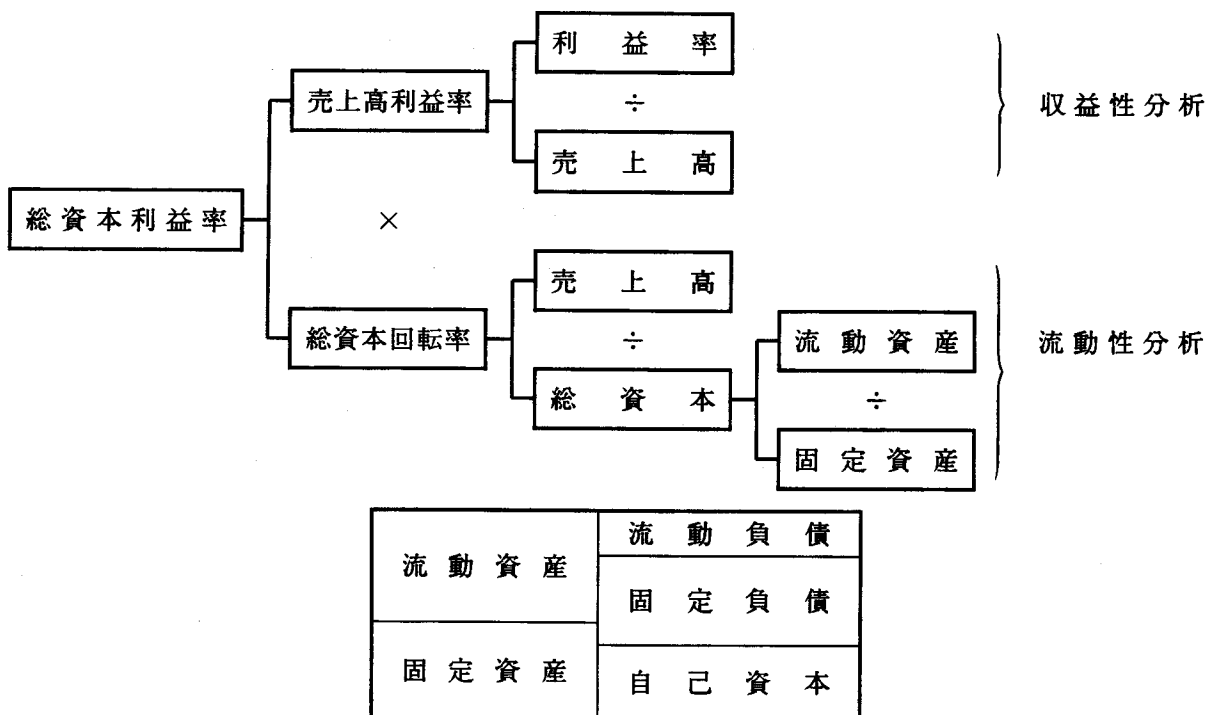 利益率
売上高利益率
÷
収益性分析
売上高
総資本利益率
×
売上高
総資本回転率
÷
流動資産
流動性分析
総資本
÷
固定資産
流動資産
流動負債
固定負債
固定資産
自己資本